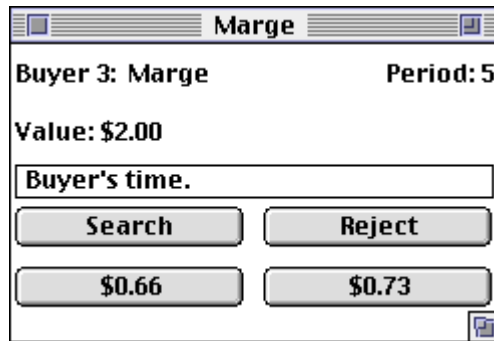 Marge
Buyer 3: Marge Period: 5
Value: $2.00
Buyer's time.
Search Reject
$0.66 $0.73